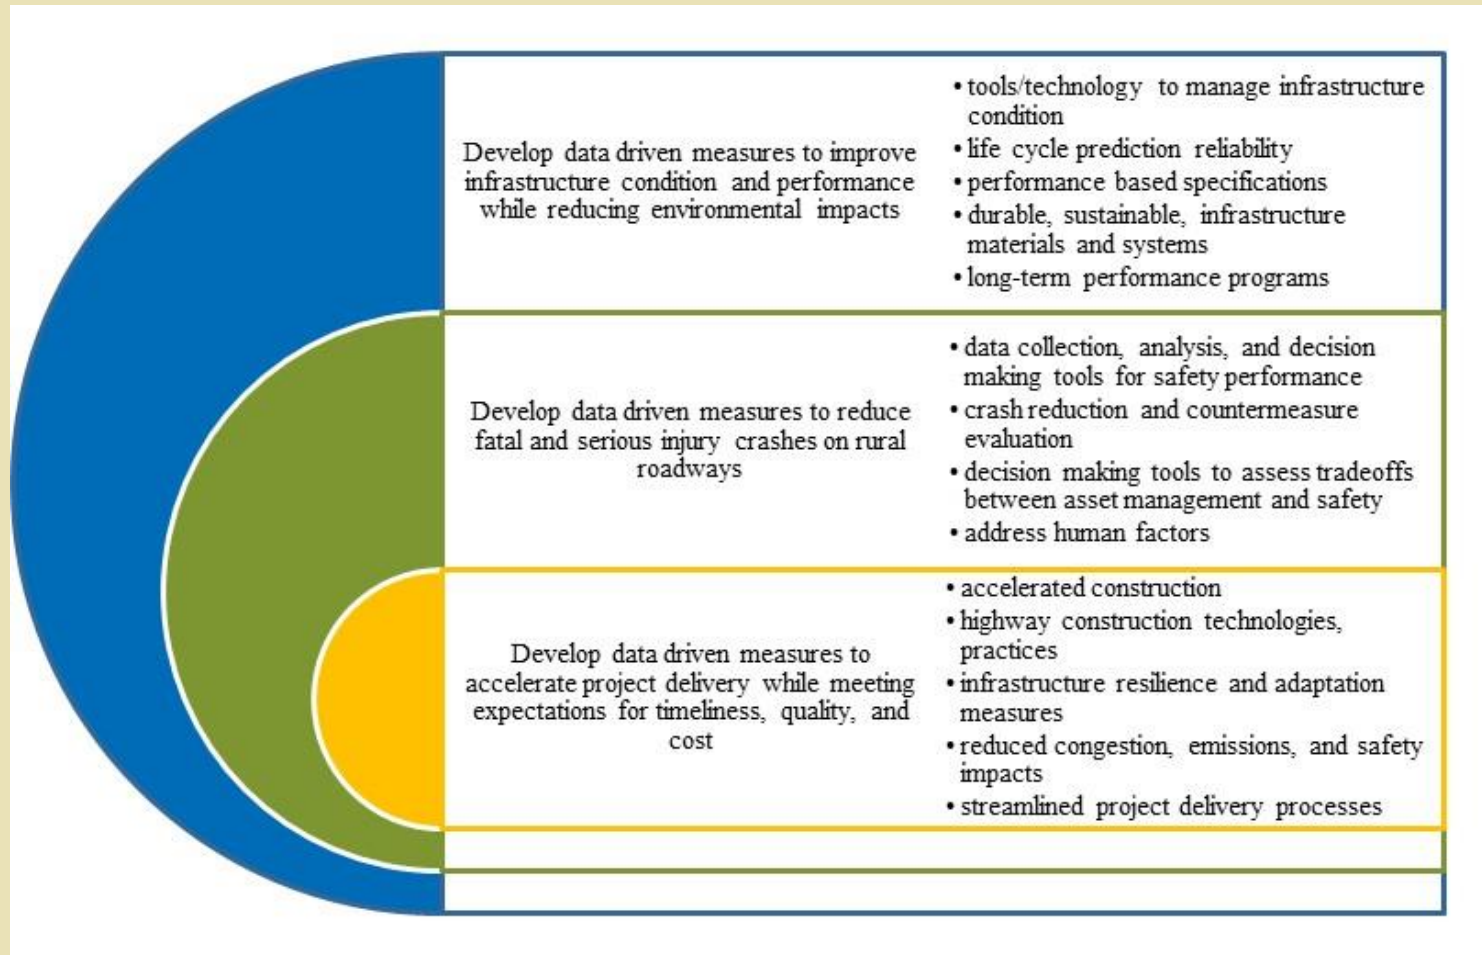 Develop data driven measures to improve
infrastructure condition and performance
while reducing environmental impacts
• tools/technology to manage infrastructure
condition
• life cycle prediction reliability
• performance based specifications
• durable, sustainable, infrastructure
materials and systems
• long-term performance programs
Develop data driven measures to reduce
fatal and serious injury crashes on rural
roadways
• data collection, analysis, and decision
making tools for safety performance
• crash reduction and countermeasure
evaluation
• decision making tools to assess tradeoffs
between asset management and safety
• address human factors
Develop data driven measures to
accelerate project delivery while meeting
expectations for timeliness, quality, and
cost
• accelerated construction
• highway construction technologies,
practices
• infrastructure resilience and adaptation
measures
• reduced congestion, emissions, and safety
impacts
• streamlined project delivery processes